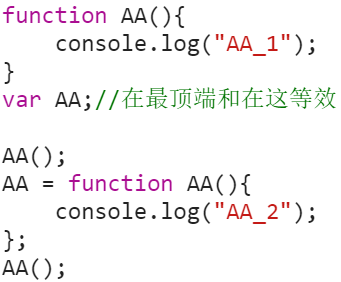 function AA(){
    console.log("AA_1");
}
var AA;//在最顶端和在这等效

AA();
AA = function AA(){
    console.log("AA_2");
};
AA();